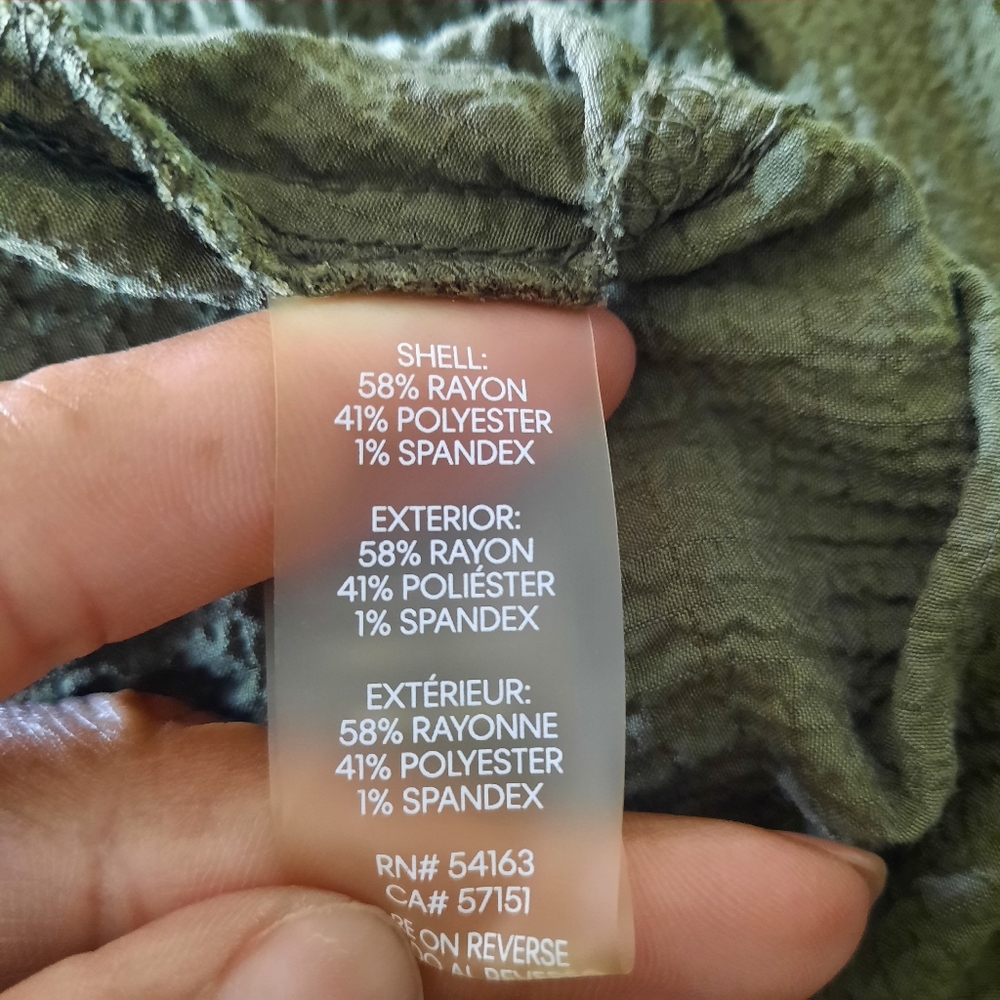 SHELL:
58% RAYON
41% POLYESTER
1% SPANDEX
EXTERIOR:
58% RAYON
41% POLIÉSTER
1% SPANDEX
EXTÉRIEUR:
58% RAYONNE
41% POLYESTER
1% SPANDEX
RN# 54163
CA# 57151
ON REVERSE
AL